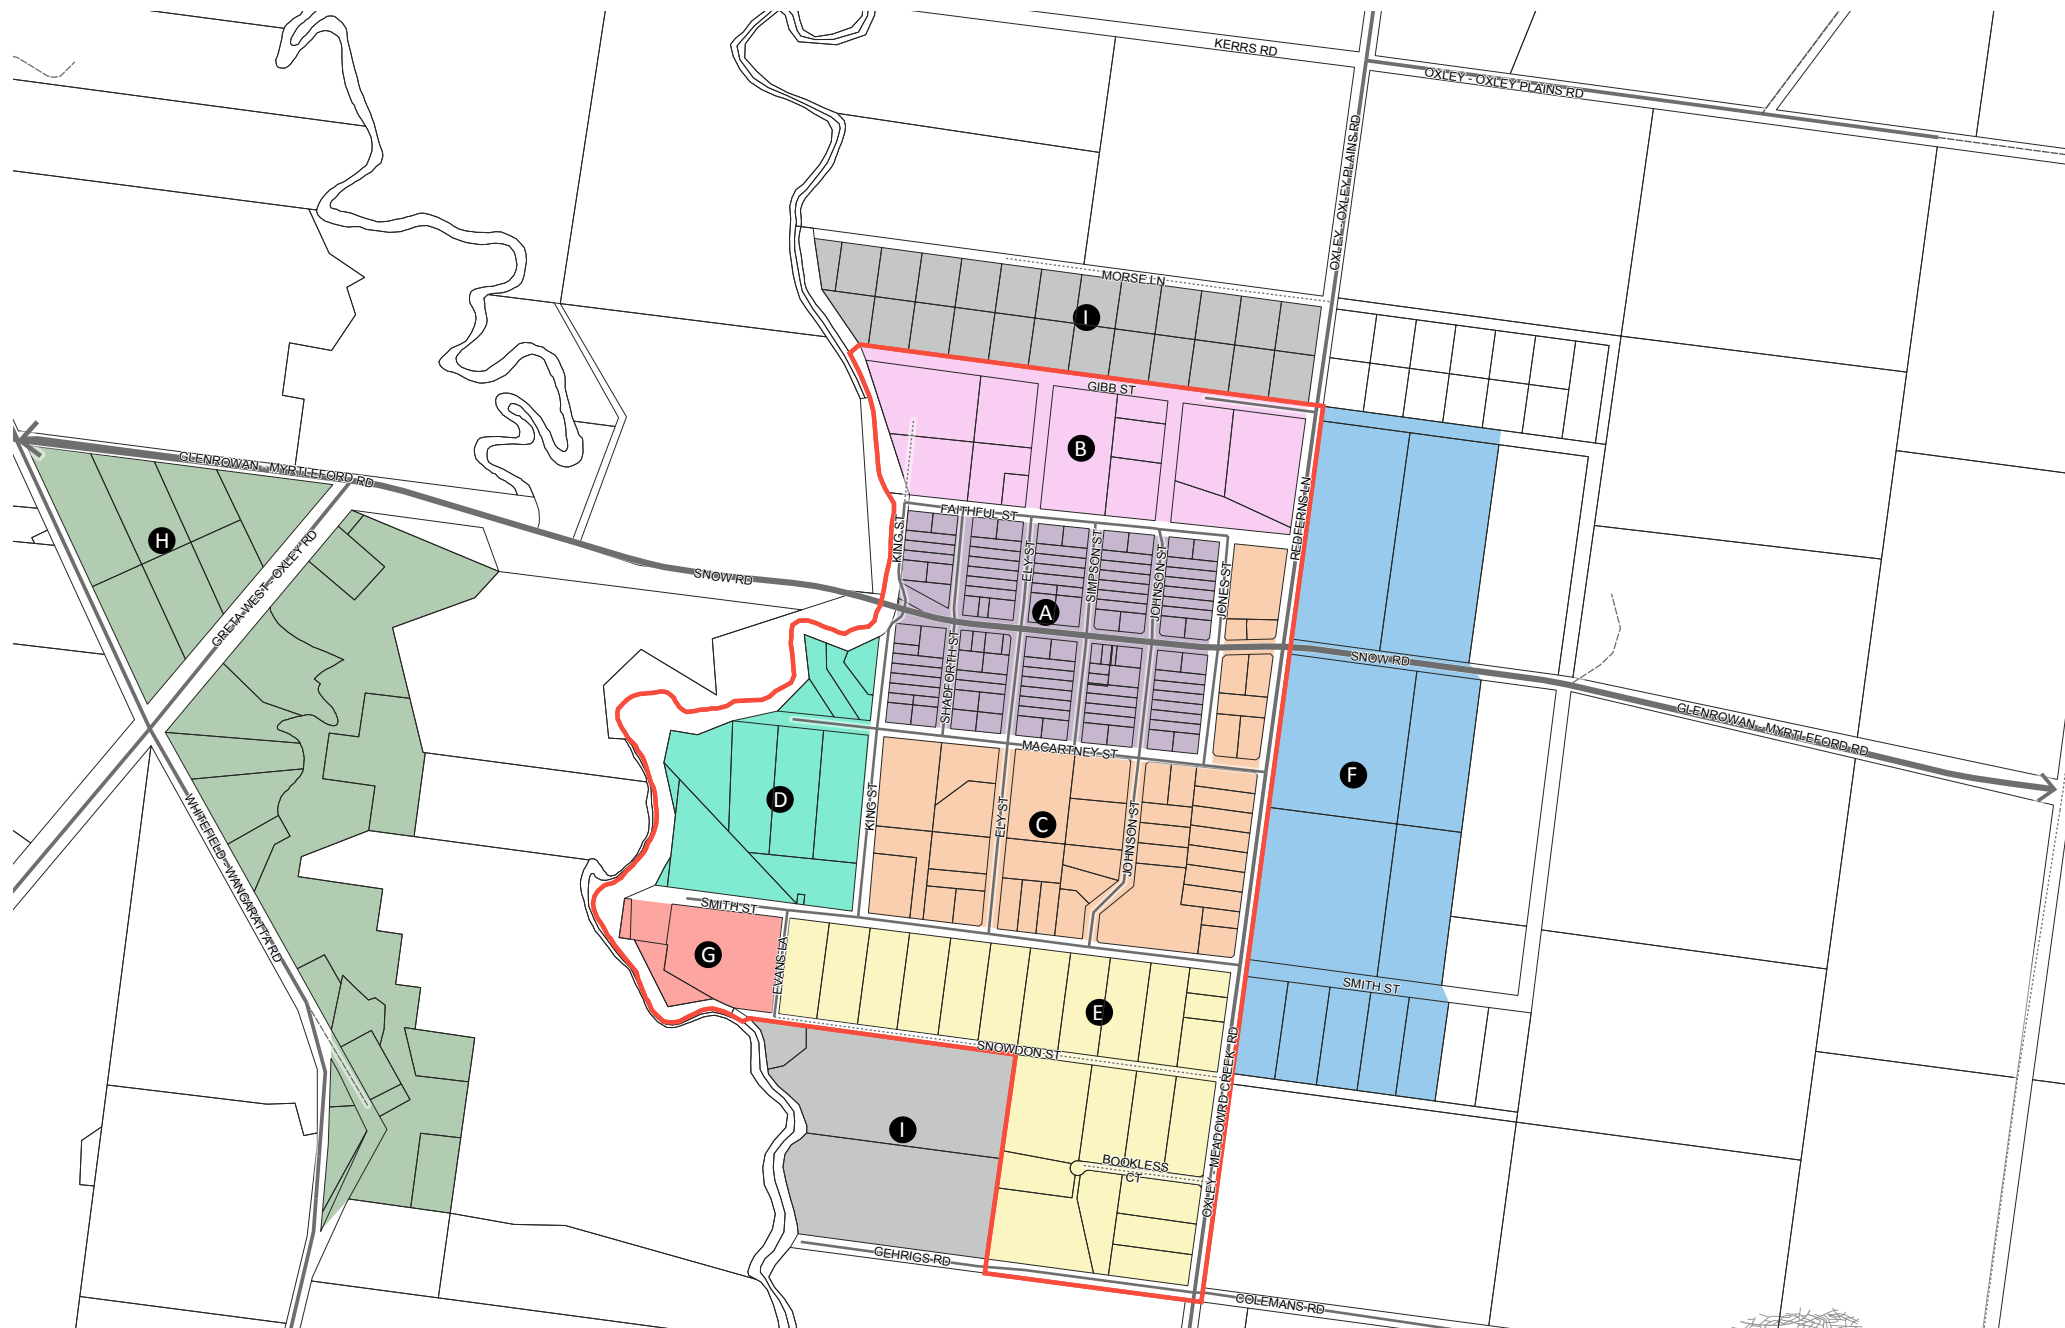 KERRS RD
OXLEY - OXLEY PLAINS RD
OXLEY - OXLEY PLAINS RD
MORSE LN
I
GIBB ST
B
GLENROWAN - MYRTLEFORD RD
REDFERNS LN
FAITHFUL ST
KING ST
H
GRETA WEST - OXLEY RD
ELY ST
SIMPSON ST
JOHNSON ST
JONES ST
SNOW RD
A
SHADFORTH ST
SNOW RD
GLENROWAN - MYRTLEFORD RD
MACARTNEY ST
F
D
KING ST
ELY ST
C
JOHNSON ST
WHITEFIELD - WANGARATTA RD
SMITH ST
G
EVANS LA
SMITH ST
E
SNOWDON ST
OXLEY - MEADOWRD CREEK RD
I
BOOKLESS
CT
GEHRIGS RD
COLEMANS RD